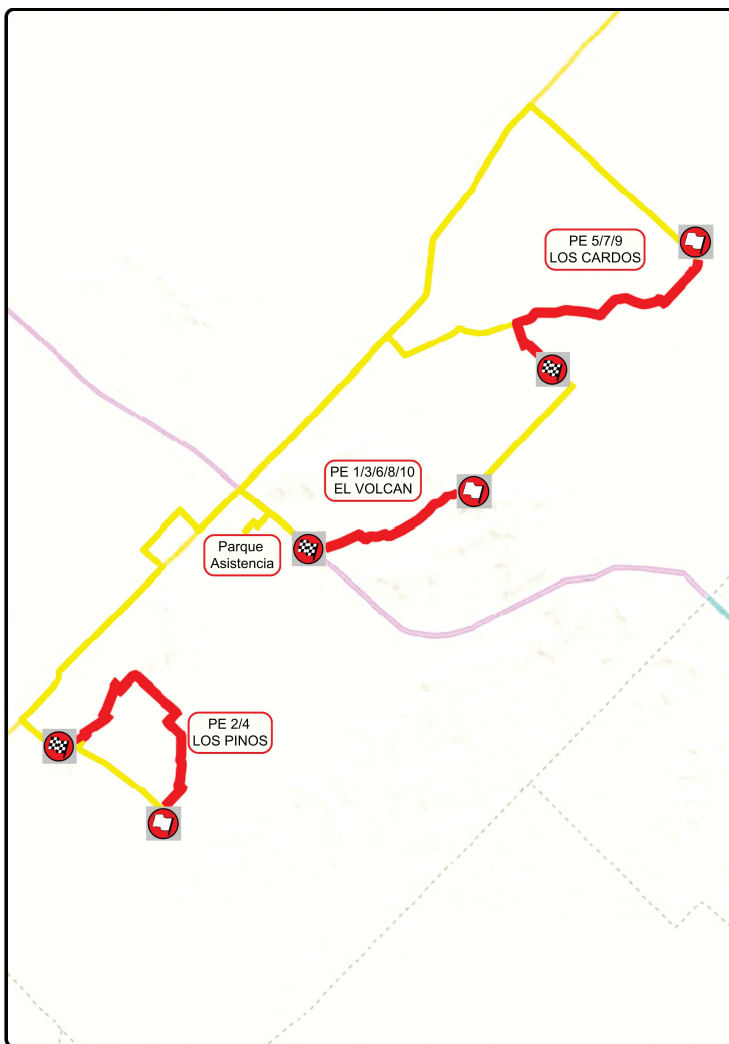 PE 5/7/9
LOS CARDOS
PE 1/3/6/8/10
EL VOLCAN
Parque
Asistencia
PE 2/4
LOS PINOS